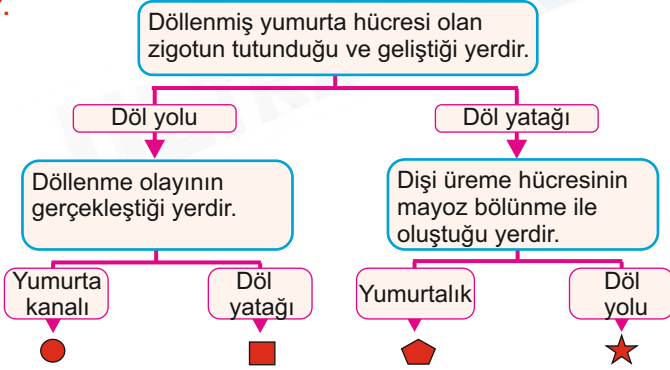 Döllenmiş yumurta hücresi olan
zigotun tutunduğu ve geliştiği yerdir.
Döl yolu
Döl yatağı
Döllenme olayının
gerçekleştiği yerdir.
Dişi üreme hücresinin
mayoz bölünme ile
oluştuğu yerdir.
Yumurta
kanalı
Döl
yatağı
Yumurtalık
Döl
yolu